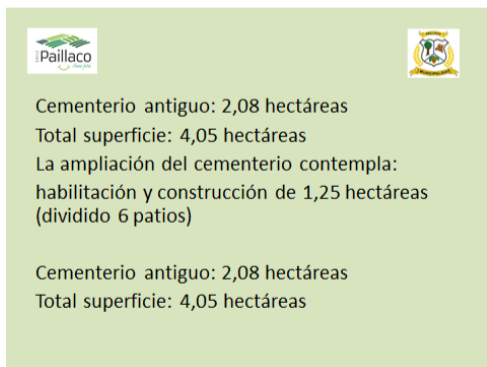 Paillaco
Cementerio antiguo: 2,08 hectáreas
Total superficie: 4,05 hectáreas
La ampliación del cementerio contempla:
habilitación y construcción de 1,25 hectáreas
(dividido 6 patios)
Cementerio antiguo: 2,08 hectáreas
Total superficie: 4,05 hectáreas